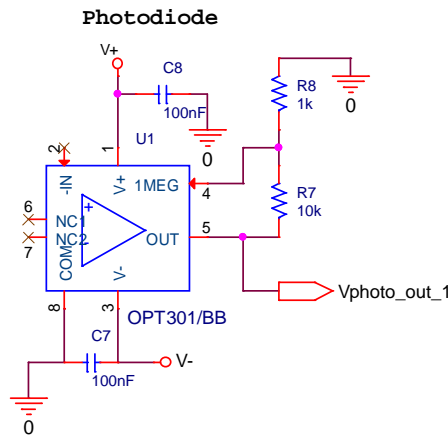 Photodiode
V+
C8
100nF
0
R8
1k
0
U1
2
1
-IN
V+
1MEG
4
R7
10k
6
NC1
7
NC2
+
-
OUT
5
COM
V-
Vphoto_out_1
8
3
OPT301/BB
C7
100nF
V-
0